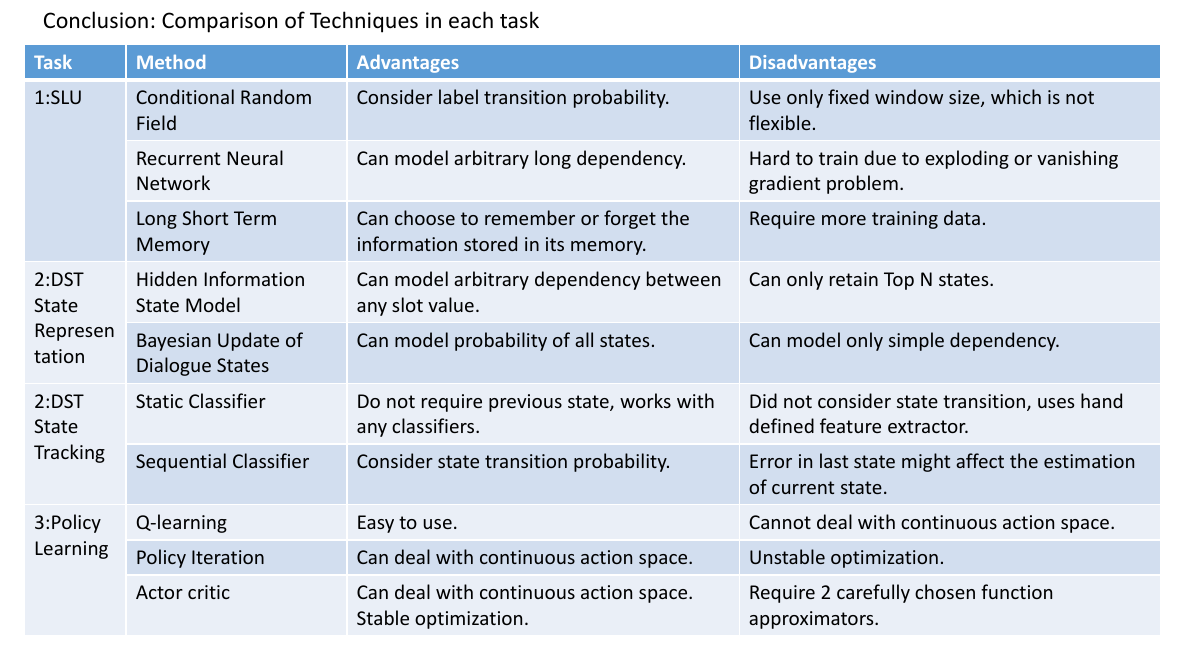 Conclusion: Comparison of Techniques in each task
Task Method Advantages Disadvantages
1:SLU
Conditional Random
Field
Consider label transition probability.
Use only fixed window size, which is not
flexible.
Recurrent Neural
Network
Can model arbitrary long dependency.
Hard to train due to exploding or vanishing
gradient problem.
Long Short Term
Memory
Can choose to remember or forget the
information stored in its memory.
Require more training data.
2:DST
State
Represen
tation
Hidden Information
State Model
Can model arbitrary dependency between
any slot value.
Can only retain Top N states.
Bayesian Update of
Dialogue States
Can model probability of all states.
Can model only simple dependency.
2:DST
State
Tracking
Static Classifier
Do not require previous state, works with
any classifiers.
Did not consider state transition, uses hand
defined feature extractor.
Sequential Classifier
Consider state transition probability.
Error in last state might affect the estimation
of current state.
3:Policy
Learning
Q-learning
Easy to use.
Cannot deal with continuous action space.
Policy Iteration
Can deal with continuous action space.
Unstable optimization.
Actor critic
Can deal with continuous action space.
Stable optimization.
Require 2 carefully chosen function
approximators.